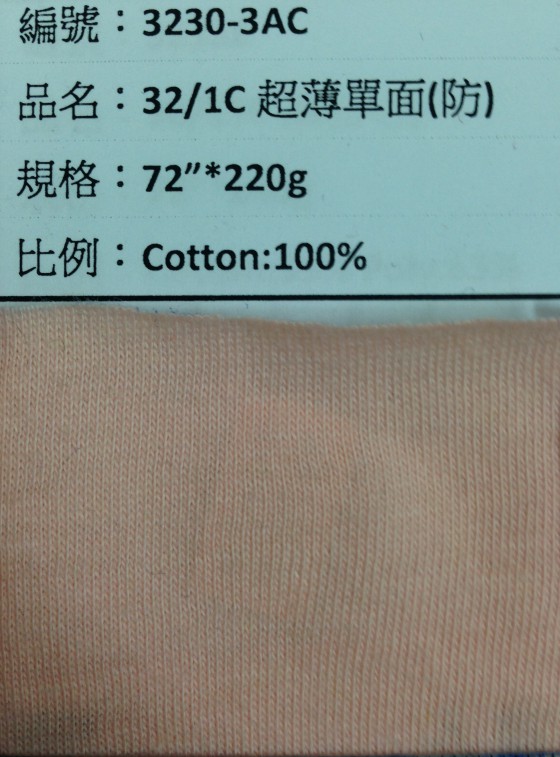 編號：3230-3AC
品名：32/1C 超薄單面(防)
規格：72”*220g
比例：Cotton:100%